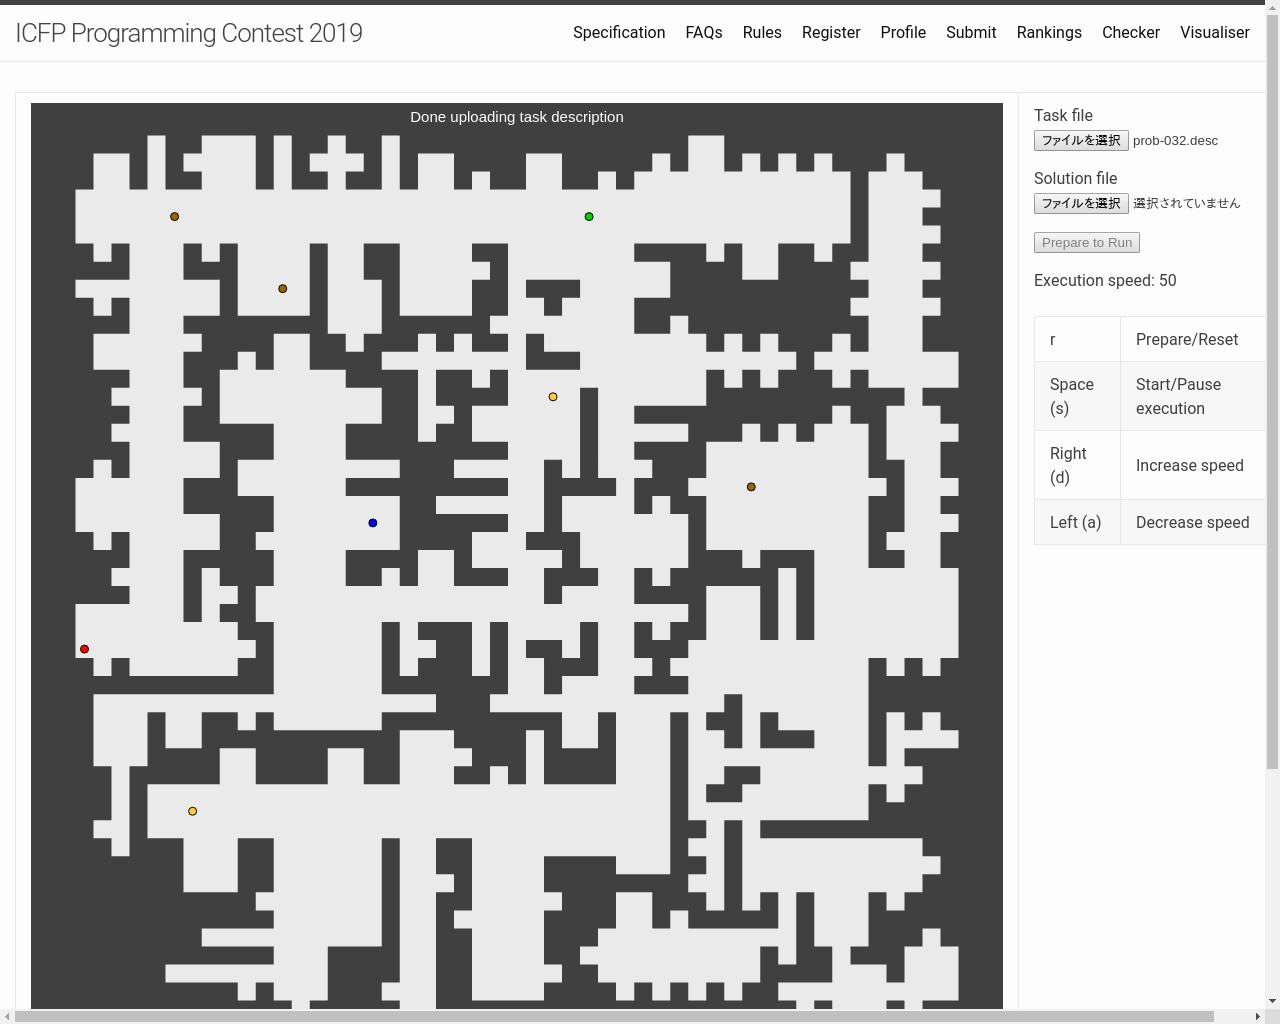 ICFP Programming Contest 2019
Specification FAQs Rules Register Profile Submit Rankings Checker Visualiser
Done uploading task description
Task file
ファイルを選択 prob-032.desc
Solution file
ファイルを選択 選択されていません
Prepare to Run
Execution speed: 50
r Prepare/Reset
Space (s) Start/Pause execution
Right (d) Increase speed
Left (a) Decrease speed